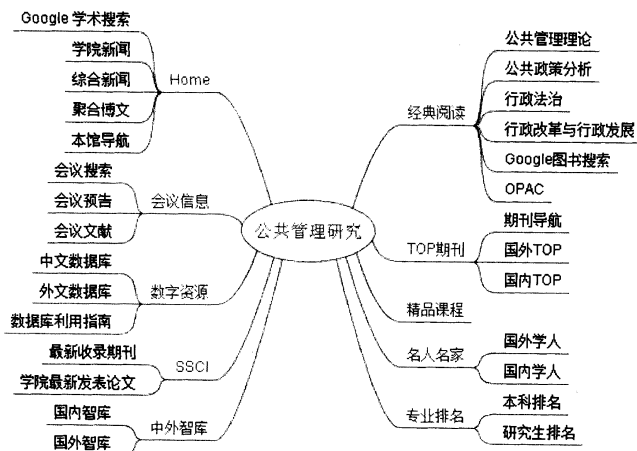 公共管理研究
Home
Google 学术搜索
学院新闻
综合新闻
聚合博文
本馆导航
会议信息
会议搜索
会议预告
会议文献
数字资源
中文数据库
外文数据库
数据库利用指南
SSCI
最新收录期刊
学院最新发表论文
中外智库
国内智库
国外智库
经典阅读
公共管理理论
公共政策分析
行政法治
行政改革与行政发展
Google图书搜索
OPAC
TOP期刊
期刊导航
国外TOP
国内TOP
精品课程
名人名家
国外学人
国内学人
专业排名
本科排名
研究生排名